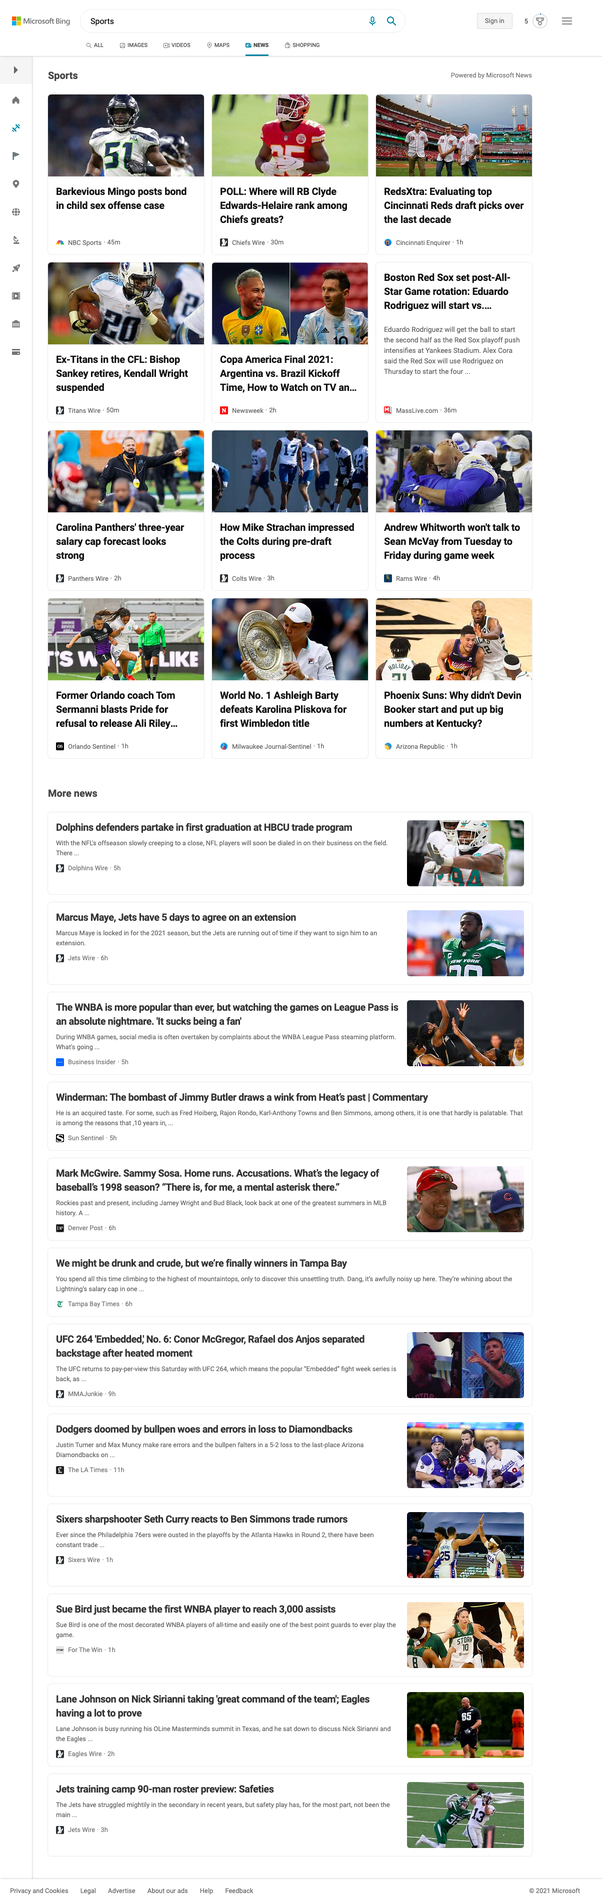 Microsoft Bing
Sports
Sign in
5
ALL
IMAGES
VIDEOS
MAPS
NEWS
SHOPPING
Sports
Powered by Microsoft News
51
Barkevious Mingo posts bond
in child sex offense case
NBC Sports · 45m
POLL: Where will RB Clyde
Edwards-Helaire rank among
Chiefs greats?
Chiefs Wire · 30m
RedsXtra: Evaluating top
Cincinnati Reds draft picks over
the last decade
Cincinnati Enquirer · 1h
20
Ex-Titans in the CFL: Bishop
Sankey retires, Kendall Wright
suspended
Titans Wire · 50m
10
Copa America Final 2021:
Argentina vs. Brazil Kickoff
Time, How to Watch on TV an...
Newsweek · 2h
Boston Red Sox set post-All-
Star Game rotation: Eduardo
Rodriguez will start vs....
Eduardo Rodriguez will get the ball to start
the second half as the Red Sox playoff push
intensifies at Yankees Stadium. Alex Cora
said the Red Sox will use Rodriguez on
Thursday to start the four ...
MassLive.com · 36m
Carolina Panthers' three-year
salary cap forecast looks
strong
Panthers Wire · 2h
17
How Mike Strachan impressed
the Colts during pre-draft
process
Colts Wire · 3h
Andrew Whitworth won't talk to
Sean McVay from Tuesday to
Friday during game week
Rams Wire · 4h
LIKE
Former Orlando coach Tom
Sermanni blasts Pride for
refusal to release Ali Riley...
Orlando Sentinel · 1h
World No. 1 Ashleigh Barty
defeats Karolina Pliskova for
first Wimbledon title
Milwaukee Journal-Sentinel · 1h
HOLIDAY
21
Phoenix Suns: Why didn't Devin
Booker start and put up big
numbers at Kentucky?
Arizona Republic · 1h
More news
Dolphins defenders partake in first graduation at HBCU trade program
With the NFL's offseason slowly creeping to a close, NFL players will soon be dialed in on their business on the field.
There ...
Dolphins Wire · 5h
94
Marcus Maye, Jets have 5 days to agree on an extension
Marcus Maye is locked in for the 2021 season, but the Jets are running out of time if they want to sign him to an
extension.
Jets Wire · 6h
NEW YORK
The WNBA is more popular than ever, but watching the games on League Pass is
an absolute nightmare. 'It sucks being a fan'
During WNBA games, social media is often overtaken by complaints about the WNBA League Pass steaming platform.
What's going ...
Business Insider · 5h
Winderman: The bombast of Jimmy Butler draws a wink from Heat's past | Commentary
He is an acquired taste. For some, such as Fred Hoiberg, Rajon Rondo, Karl-Anthony Towns and Ben Simmons, among others, it is one that hardly is palatable. That
is among the reasons that ,10 years in, ...
Sun Sentinel · 5h
Mark McGwire. Sammy Sosa. Home runs. Accusations. What's the legacy of
baseball's 1998 season? "There is, for me, a mental asterisk there."
Rockies past and present, including Jamey Wright and Bud Black, look back at one of the greatest summers in MLB
history. A ...
Denver Post · 6h
We might be drunk and crude, but we're finally winners in Tampa Bay
You spend all this time climbing to the highest of mountaintops, only to discover this unsettling truth. Dang, it's awfully noisy up here. They're whining about the
Lightning's salary cap in one ...
Tampa Bay Times · 6h
UFC 264 'Embedded,' No. 6: Conor McGregor, Rafael dos Anjos separated
backstage after heated moment
The UFC returns to pay-per-view this Saturday with UFC 264, which means the popular "Embedded" fight week series is
back, as ...
MMAJunkie · 9h
Dodgers doomed by bullpen woes and errors in loss to Diamondbacks
Justin Turner and Max Muncy make rare errors and the bullpen falters in a 5-2 loss to the last-place Arizona
Diamondbacks on ...
The LA Times · 11h
Sixers sharpshooter Seth Curry reacts to Ben Simmons trade rumors
Ever since the Philadelphia 76ers were ousted in the playoffs by the Atlanta Hawks in Round 2, there have been
constant trade ...
Sixers Wire · 1h
25
Sue Bird just became the first WNBA player to reach 3,000 assists
Sue Bird is one of the most decorated WNBA players of all-time and easily one of the best point guards to ever play the
game.
For The Win · 1h
STORM
10
Lane Johnson on Nick Sirianni taking 'great command of the team'; Eagles
having a lot to prove
Lane Johnson is busy running his OLine Masterminds summit in Texas, and he sat down to discuss Nick Sirianni and
the Eagles ...
Eagles Wire · 2h
65
Jets training camp 90-man roster preview: Safeties
The Jets have struggled mightily in the secondary in recent years, but safety play has, for the most part, not been the
main ...
Jets Wire · 3h
13
Privacy and Cookies
Legal
Advertise
About our ads
Help
Feedback
© 2021 Microsoft